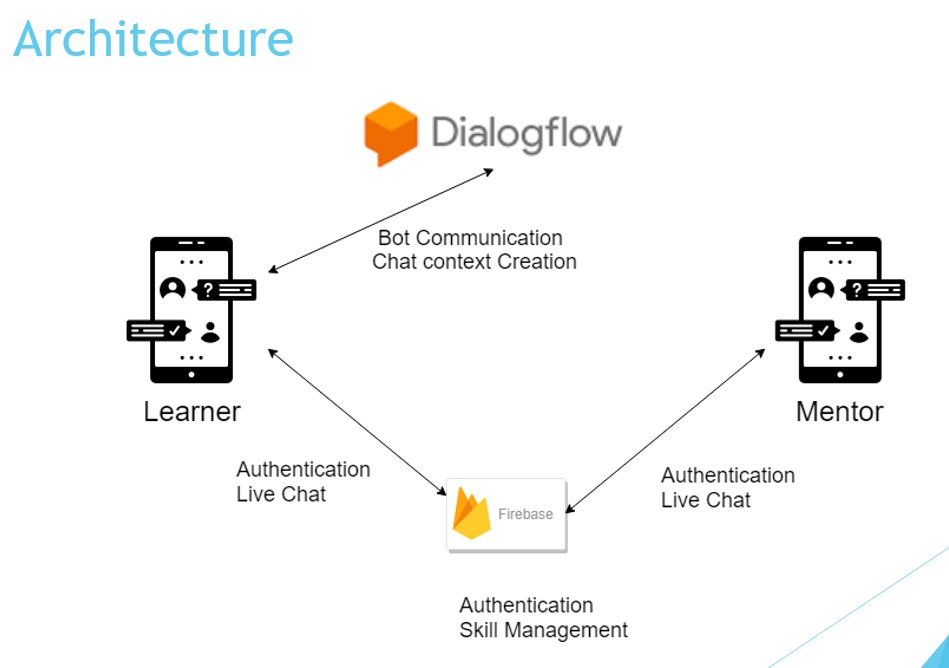 Architecture
Dialogflow
Bot Communication
Chat context Creation
?
?
Learner
Mentor
Authentication
Live Chat
Authentication
Live Chat
Firebase
Authentication
Skill Management